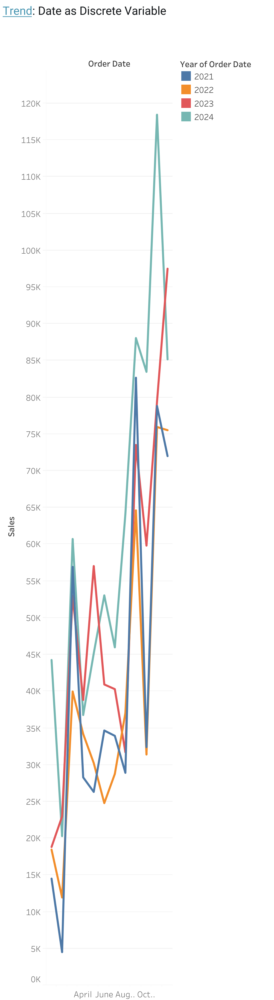 Trend: Date as Discrete Variable
Order Date
Year of Order Date
2021
2022
2023
2024
120K
115K
110K
105K
100K
95K
90K
85K
80K
75K
70K
65K
60K
55K
50K
45K
40K
35K
30K
25K
20K
15K
10K
5K
0K
Sales
April June Aug.. Oct..